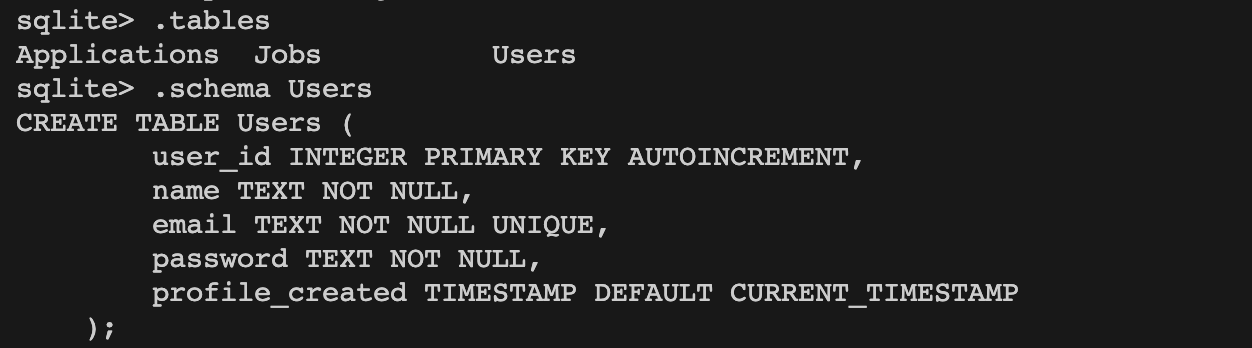 sqlite> .tables
Applications  Jobs          Users
sqlite> .schema Users
CREATE TABLE Users (
        user_id INTEGER PRIMARY KEY AUTOINCREMENT,
        name TEXT NOT NULL,
        email TEXT NOT NULL UNIQUE,
        password TEXT NOT NULL,
        profile_created TIMESTAMP DEFAULT CURRENT_TIMESTAMP
    );